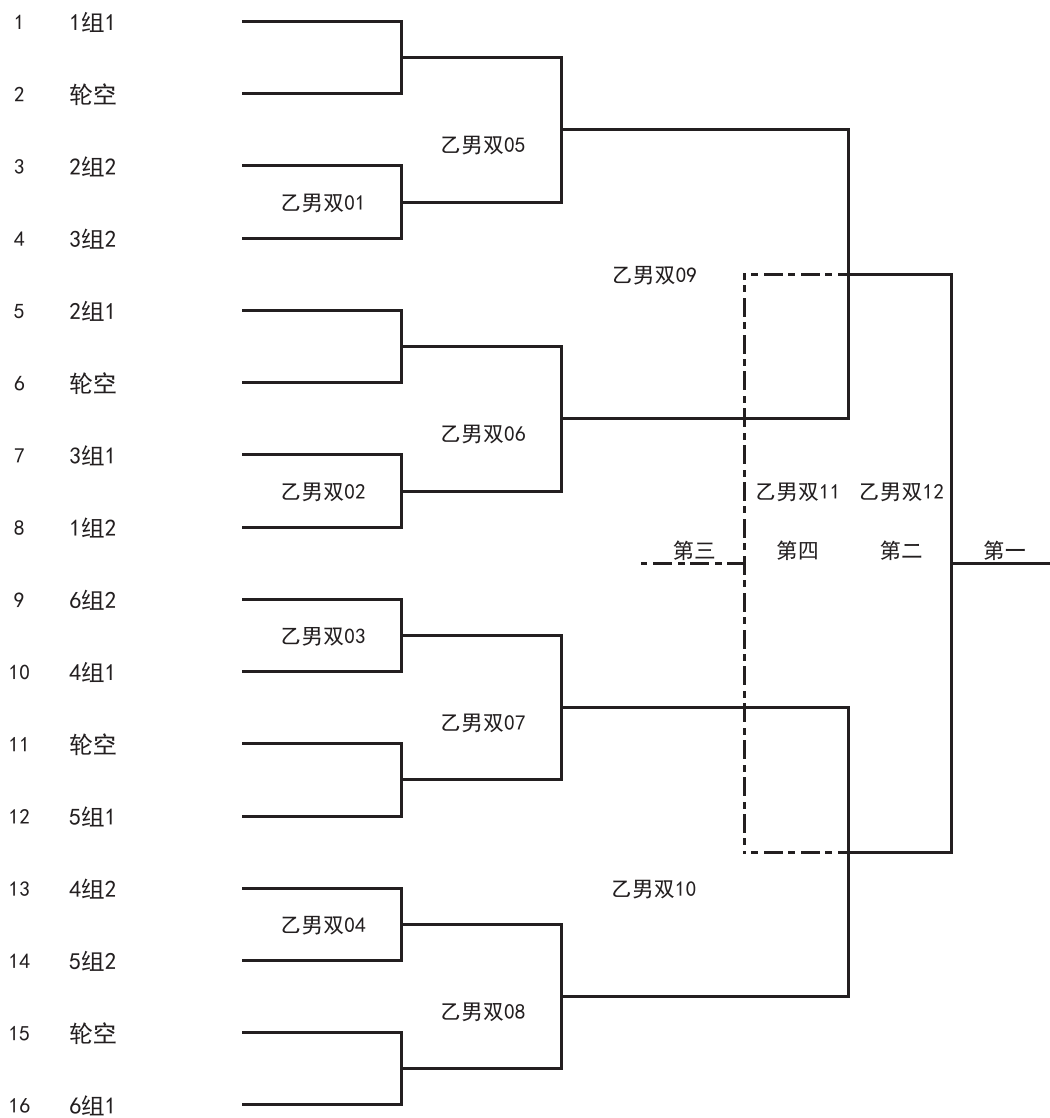 1 1组1
2 轮空
乙男双05
3 2组2
乙男双01
4 3组2
乙男双09
5 2组1
6 轮空
乙男双06
7 3组1
乙男双02
乙男双11 乙男双12
8 1组2
第三 第四 第二 第一
9 6组2
乙男双03
10 4组1
乙男双07
11 轮空
12 5组1
13 4组2
乙男双10
乙男双04
14 5组2
乙男双08
15 轮空
16 6组1